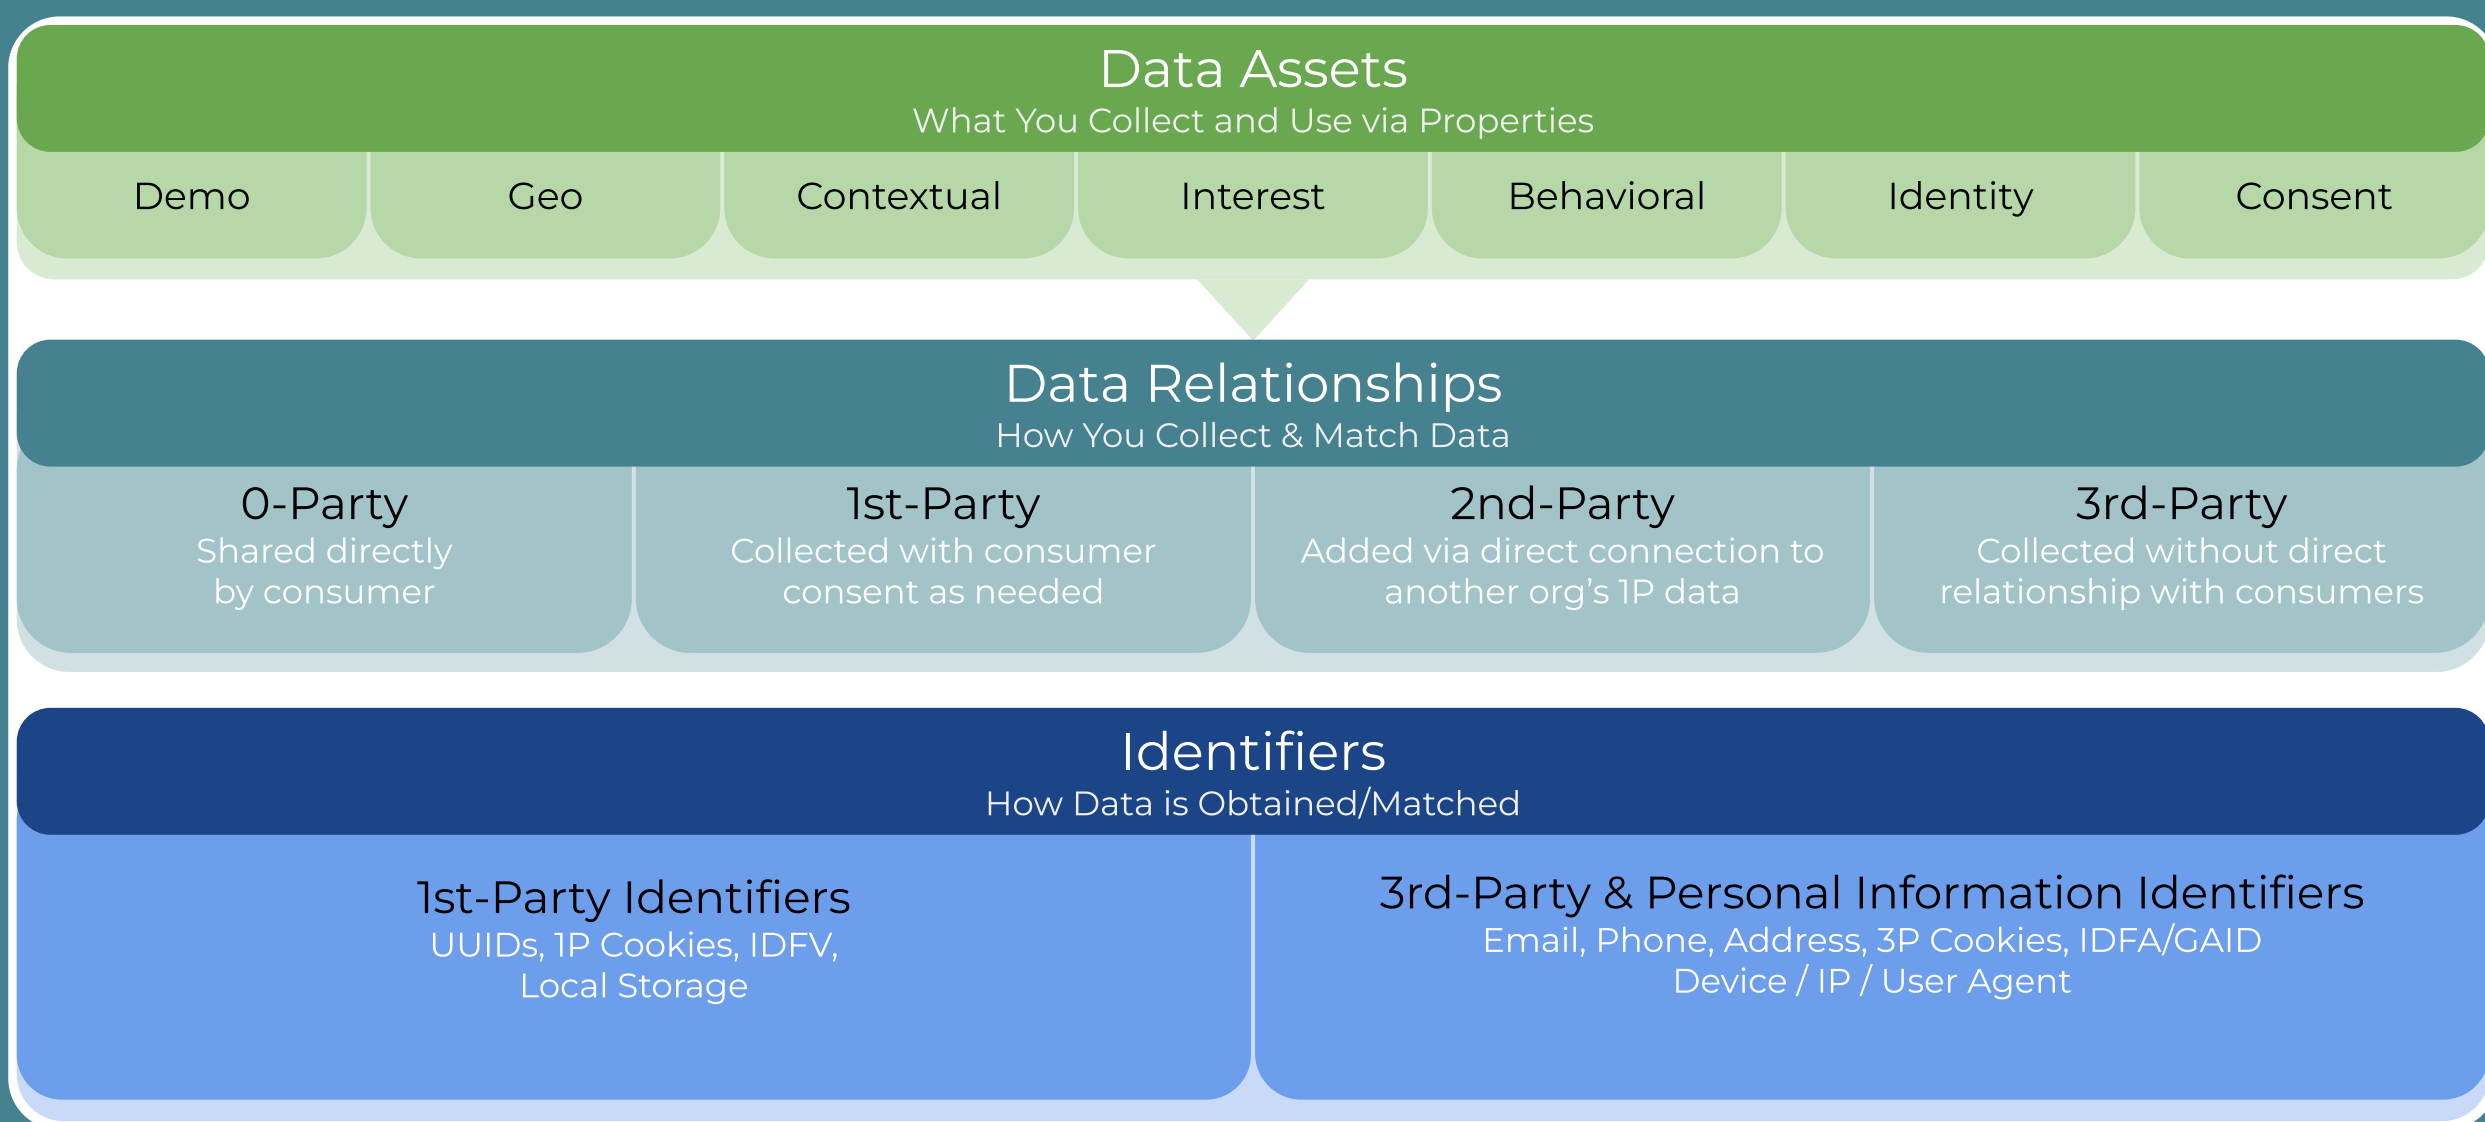 Data Assets
What You Collect and Use via Properties
Demo
Geo
Contextual
Interest
Behavioral
Identity
Consent
Data Relationships
How You Collect & Match Data
0-Party
Shared directly
by consumer
1st-Party
Collected with consumer
consent as needed
2nd-Party
Added via direct connection to
another org’s 1P data
3rd-Party
Collected without direct
relationship with consumers
Identifiers
How Data is Obtained/Matched
1st-Party Identifiers
UUIDs, 1P Cookies, IDFV,
Local Storage
3rd-Party & Personal Information Identifiers
Email, Phone, Address, 3P Cookies, IDFA/GAID
Device / IP / User Agent